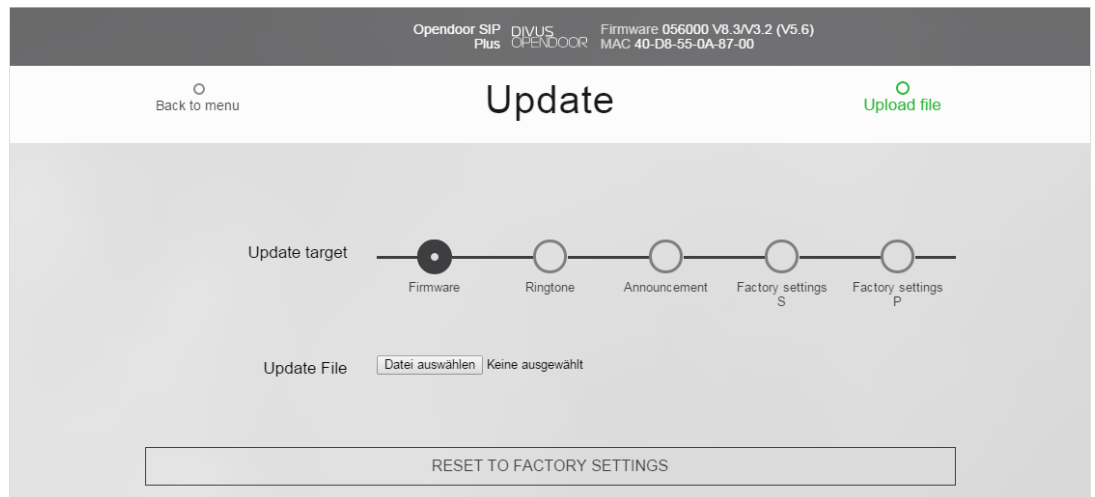 Opendoor SIP Plus
DIVUS OPENDOOR
Firmware 056000 V8.3/V3.2 (V5.6)
MAC 40-D8-55-0A-87-00
Back to menu
Update
Upload file
Update target
Firmware
Ringtone
Announcement
Factory settings S
Factory settings P
Update File
Datei auswählen Keine ausgewählt
RESET TO FACTORY SETTINGS